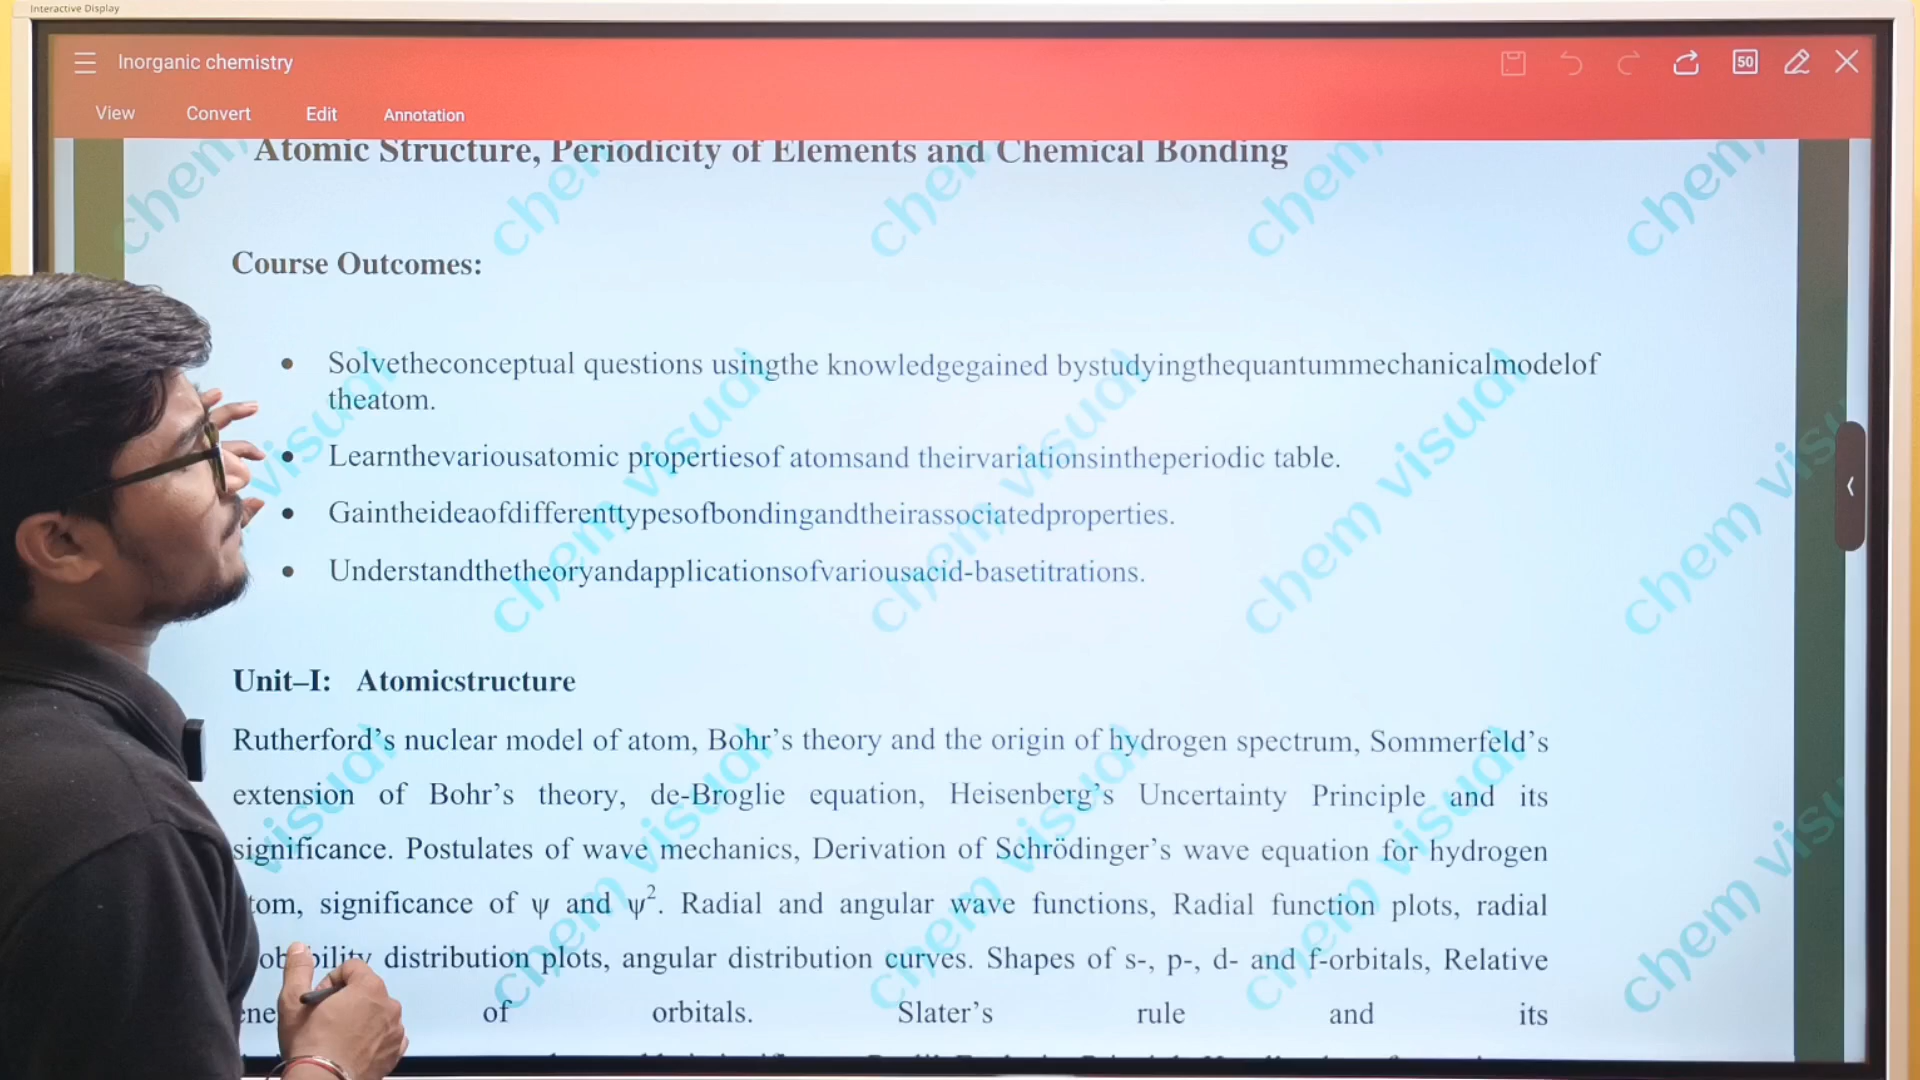 Interactive Display
Inorganic chemistry
50
View Convert Edit Annotation
Atomic Structure, Periodicity of Elements and Chemical Bonding
Course Outcomes:
• Solvetheconceptual questions usingthe knowledgegained bystudyingthequantummechanicalmodelof
theatom.
• Learnthevariousatomic propertiesof atomsand theirvariationsintheperiodic table.
• Gaintheideaofdifferenttypesofbondingandtheirassociatedproperties.
• Understandthetheoryandapplicationsofvariousacid-basetitrations.
Unit–I: Atomicstructure
Rutherford's nuclear model of atom, Bohr's theory and the origin of hydrogen spectrum, Sommerfeld's
extension of Bohr's theory, de-Broglie equation, Heisenberg's Uncertainty Principle and its
significance. Postulates of wave mechanics, Derivation of Schrödinger's wave equation for hydrogen
tom, significance of ψ and ψ². Radial and angular wave functions, Radial function plots, radial
distribution plots, angular distribution curves. Shapes of s-, p-, d- and f-orbitals, Relative
of orbitals. Slater's rule and its
chem visual